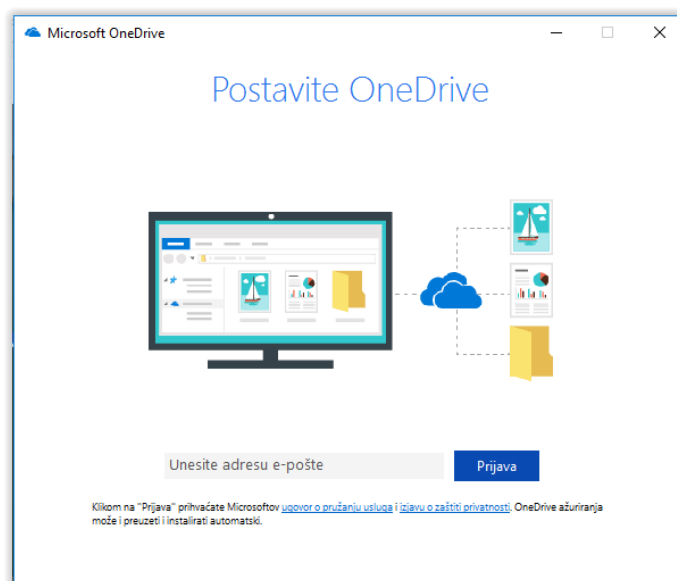 Microsoft OneDrive
Postavite OneDrive
Unesite adresu e-pošte
Prijava
Klikom na "Prijava" prihvaćate Microsoftov ugovor o pružanju usluga i izjavu o zaštiti privatnosti. OneDrive ažuriranja
može i preuzeti i instalirati automatski.